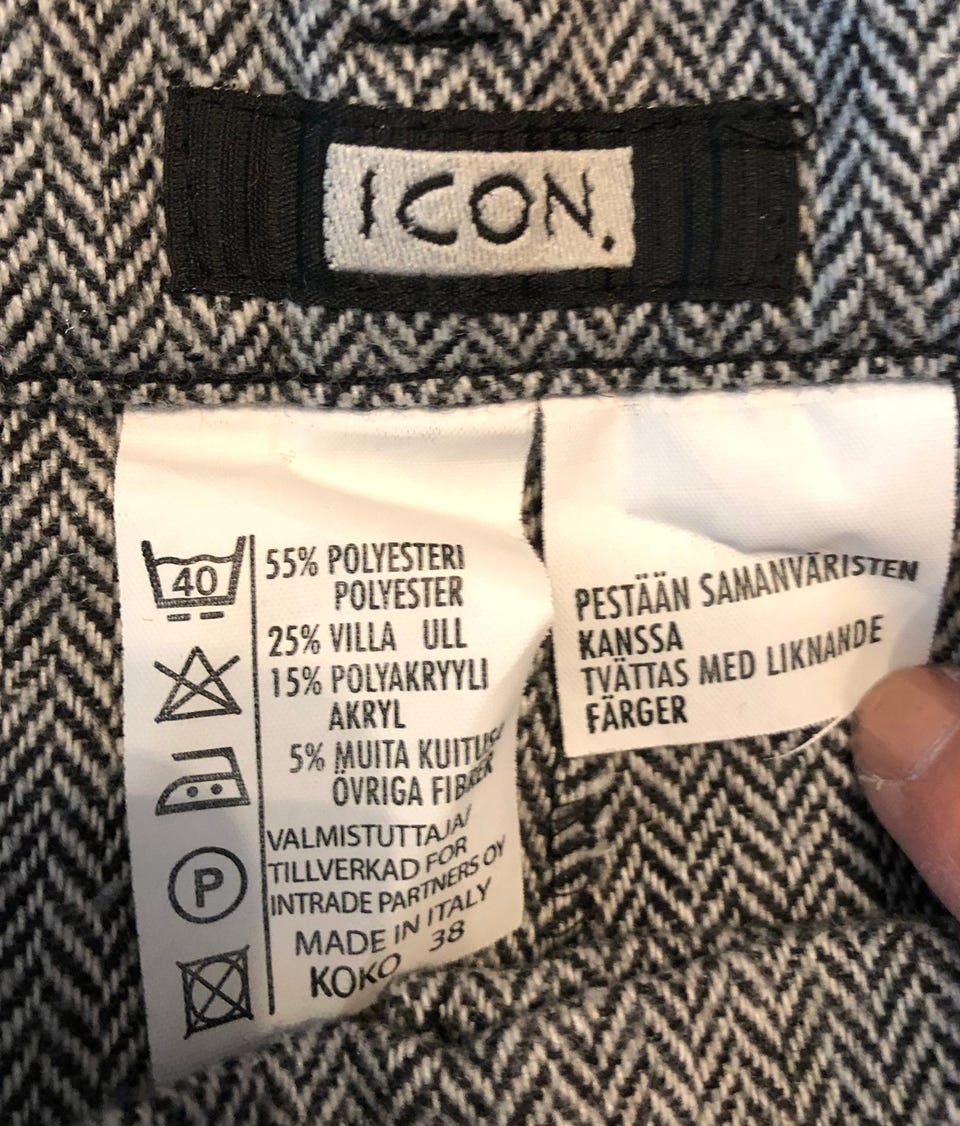 ICON.
40
55% POLYESTERI
POLYESTER
25% VILLA ULL
15% POLYAKRYYLI
AKRYL
5% MUITA KUITUJA
ÖVRIGA FIBRER
VALMISTUTTAJA/
TILLVERKAD FOR
INTRADE PARTNERS OY
MADE IN ITALY
KOKO 38
P
PESTÄÄN SAMANVÄRISTEN
KANSSA
TVÄTTAS MED LIKNANDE
FÄRGER